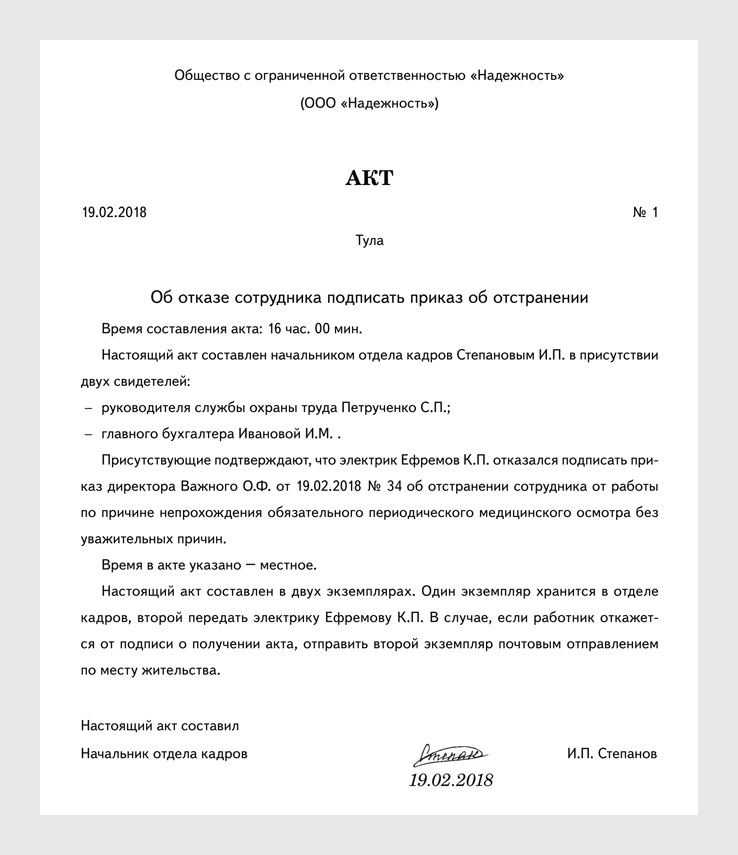 Общество с ограниченной ответственностью «Надежность»
(ООО «Надежность»)
АКТ
19.02.2018 № 1
Тула
Об отказе сотрудника подписать приказ об отстранении
Время составления акта: 16 час. 00 мин.
Настоящий акт составлен начальником отдела кадров Степановым И.П. в присутствии
двух свидетелей:
– руководителя службы охраны труда Петрученко С.П.;
– главного бухгалтера Ивановой И.М. .
Присутствующие подтверждают, что электрик Ефремов К.П. отказался подписать при-
каз директора Важного О.Ф. от 19.02.2018 № 34 об отстранении сотрудника от работы
по причине непрохождения обязательного периодического медицинского осмотра без
уважительных причин.
Время в акте указано — местное.
Настоящий акт составлен в двух экземплярах. Один экземпляр хранится в отделе
кадров, второй передать электрику Ефремову К.П. В случае, если работник откажет-
ся от подписи о получении акта, отправить второй экземпляр почтовым отправлением
по месту жительства.
Настоящий акт составил
Начальник отдела кадров Степан И.П. Степанов
19.02.2018